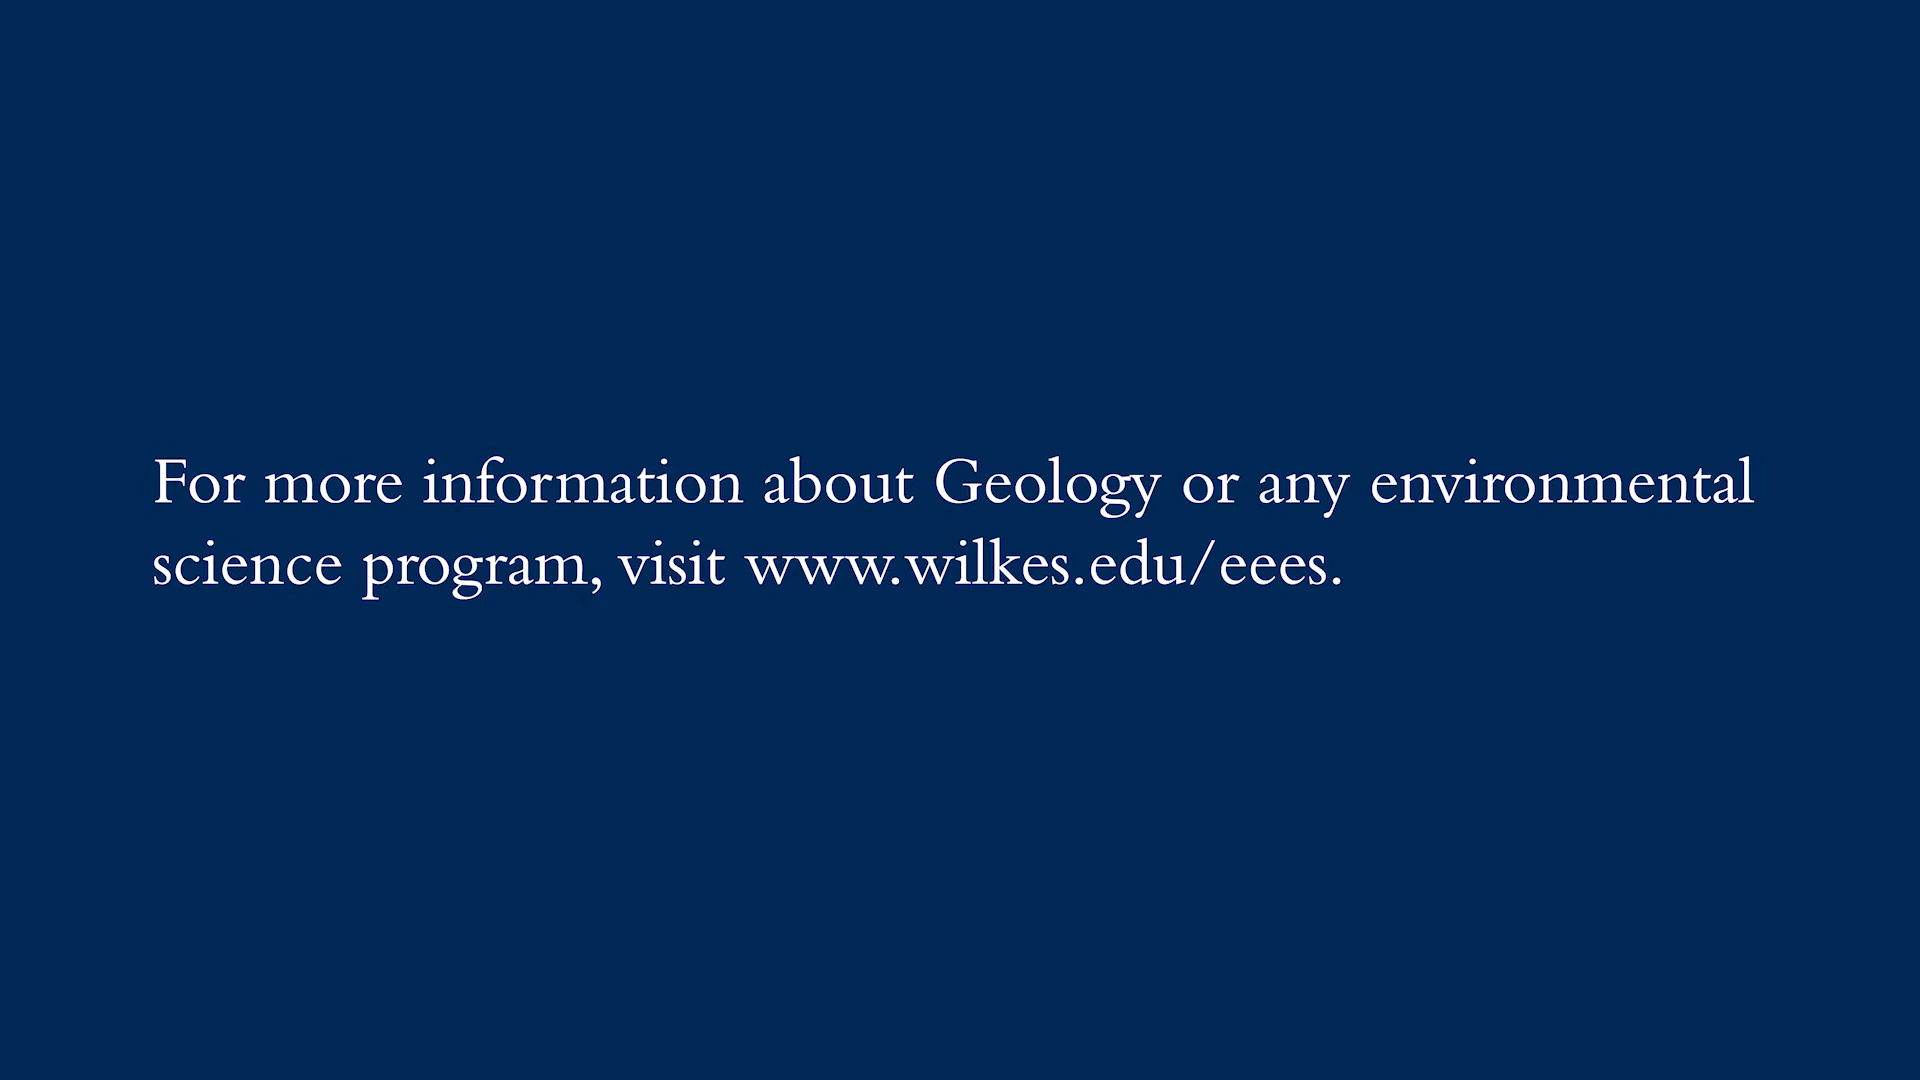 For more information about Geology or any environmental
science program, visit www.wilkes.edu/eees.